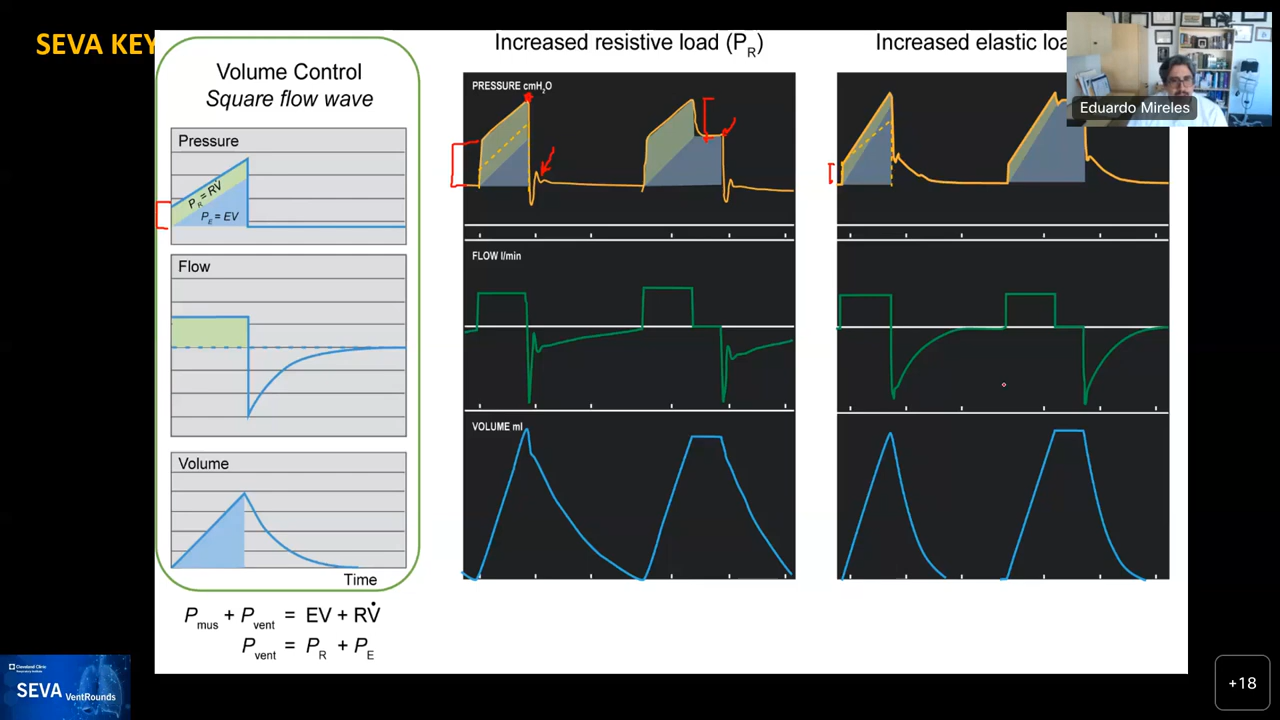 SEVA KEY
Volume Control
Square flow wave
Pressure
P_R = RV
P_E = EV
Flow
Volume
Time
P_mus + P_vent = EV + RV̇
P_vent = P_R + P_E
Increased resistive load (P_R)
PRESSURE cmH₂O
FLOW l/min
VOLUME ml
Increased elastic loa
Eduardo Mireles
Cleveland Clinic
SEVA VentRounds
+18